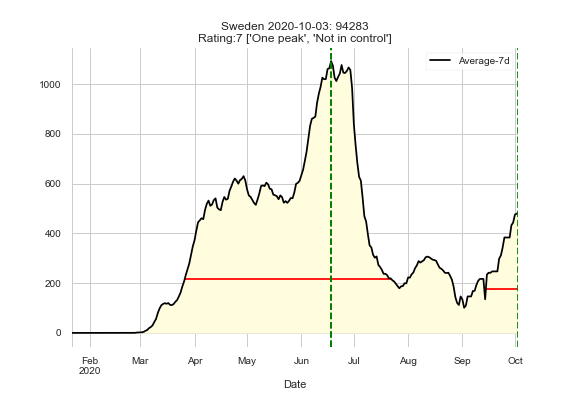 Sweden 2020-10-03: 94283
Rating:7 ['One peak', 'Not in control']
Average-7d
1000
800
600
400
200
0
Feb Mar Apr May Jun Jul Aug Sep Oct
2020
Date